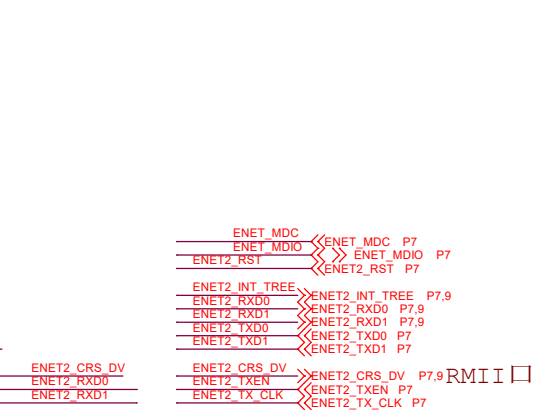 ENET_MDC ENET_MDC P7
ENET_MDIO ENET_MDIO P7
ENET2_RST ENET2_RST P7
ENET2_INT_TREE ENET2_INT_TREE P7,9
ENET2_RXD0 ENET2_RXD0 P7,9
ENET2_RXD1 ENET2_RXD1 P7,9
ENET2_TXD0 ENET2_TXD0 P7
ENET2_TXD1 ENET2_TXD1 P7
ENET2_CRS_DV ENET2_CRS_DV ENET2_CRS_DV P7,9 RMII口
ENET2_RXD0 ENET2_TXEN ENET2_TXEN P7
ENET2_RXD1 ENET2_TX_CLK ENET2_TX_CLK P7